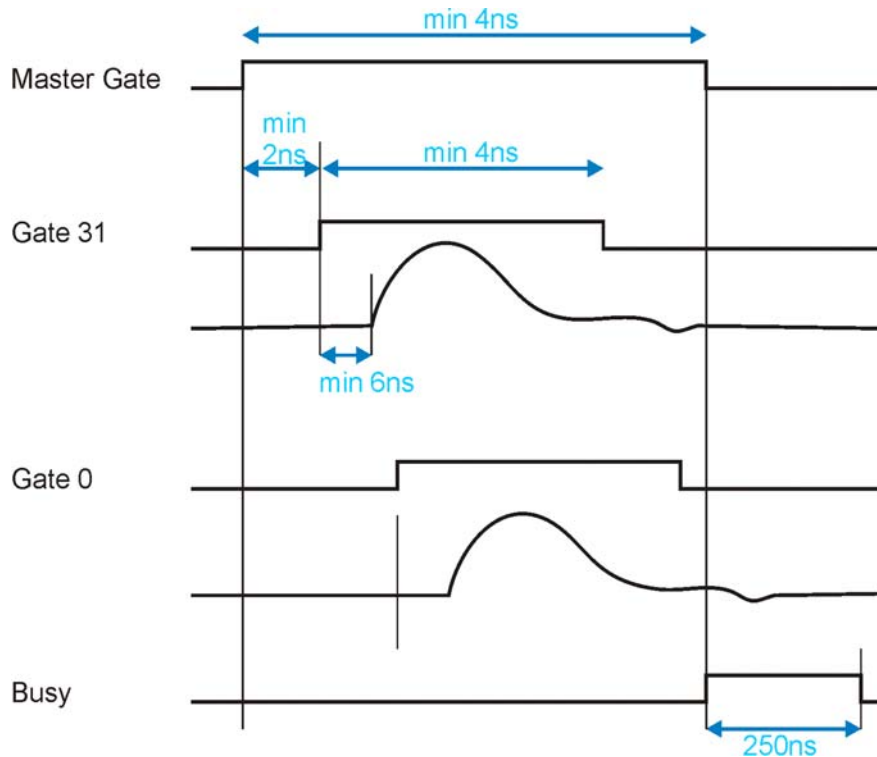 min 4ns
Master Gate
min
2ns
min 4ns
Gate 31
min 6ns
Gate 0
Busy
250ns